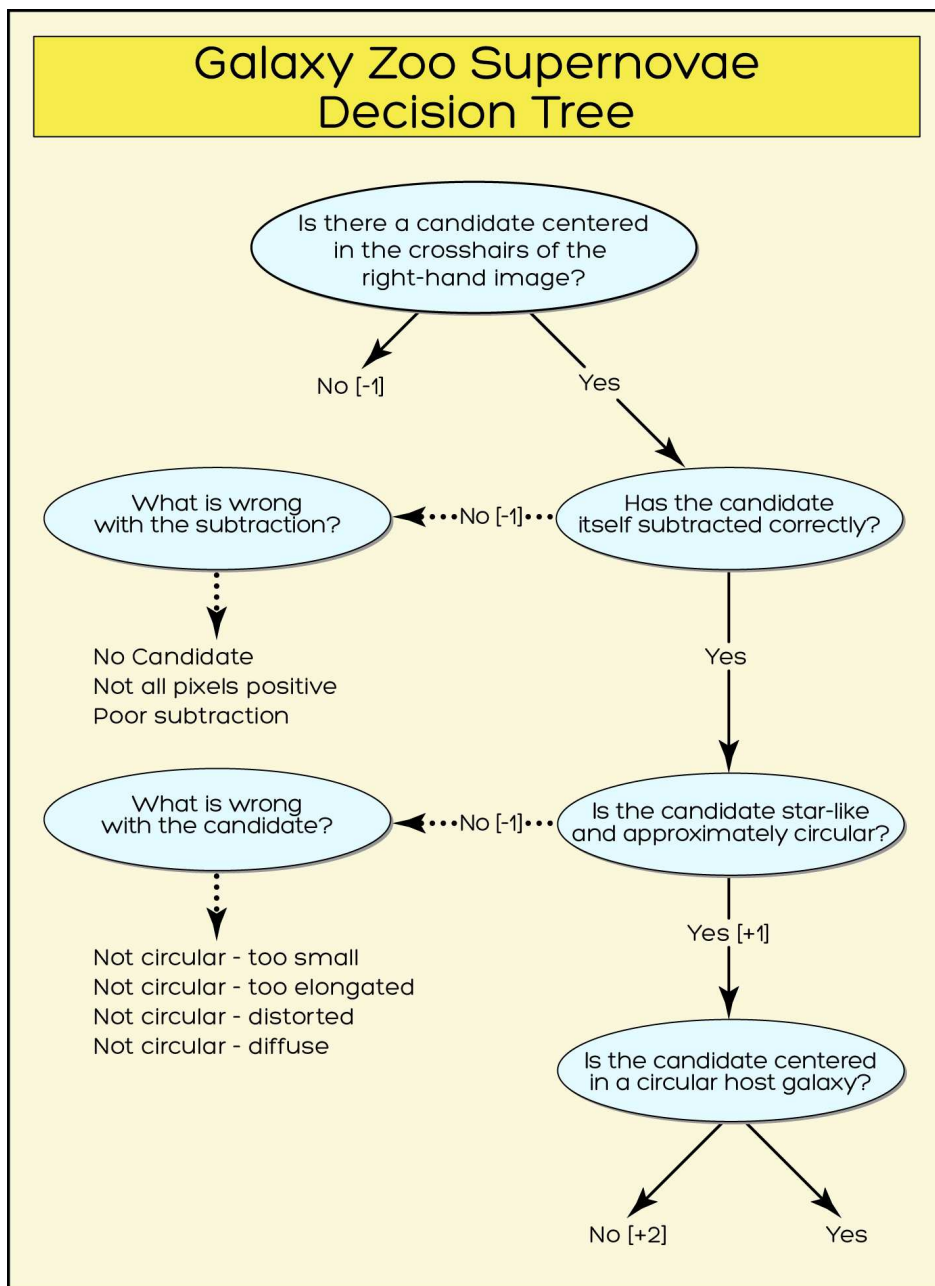 Galaxy Zoo Supernovae
Decision Tree
Is there a candidate centered
in the crosshairs of the
right-hand image?
No [-1]
Yes
Has the candidate
itself subtracted correctly?
No [-1]
What is wrong
with the subtraction?
No Candidate
Not all pixels positive
Poor subtraction
Yes
Is the candidate star-like
and approximately circular?
No [-1]
What is wrong
with the candidate?
Not circular - too small
Not circular - too elongated
Not circular - distorted
Not circular - diffuse
Yes [+1]
Is the candidate centered
in a circular host galaxy?
No [+2]
Yes